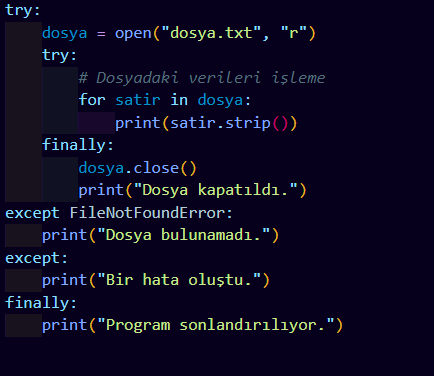 try:
    dosya = open("dosya.txt", "r")
    try:
        # Dosyadaki verileri işleme
        for satir in dosya:
            print(satir.strip())
    finally:
        dosya.close()
        print("Dosya kapatıldı.")
except FileNotFoundError:
    print("Dosya bulunamadı.")
except:
    print("Bir hata oluştu.")
finally:
    print("Program sonlandırılıyor.")